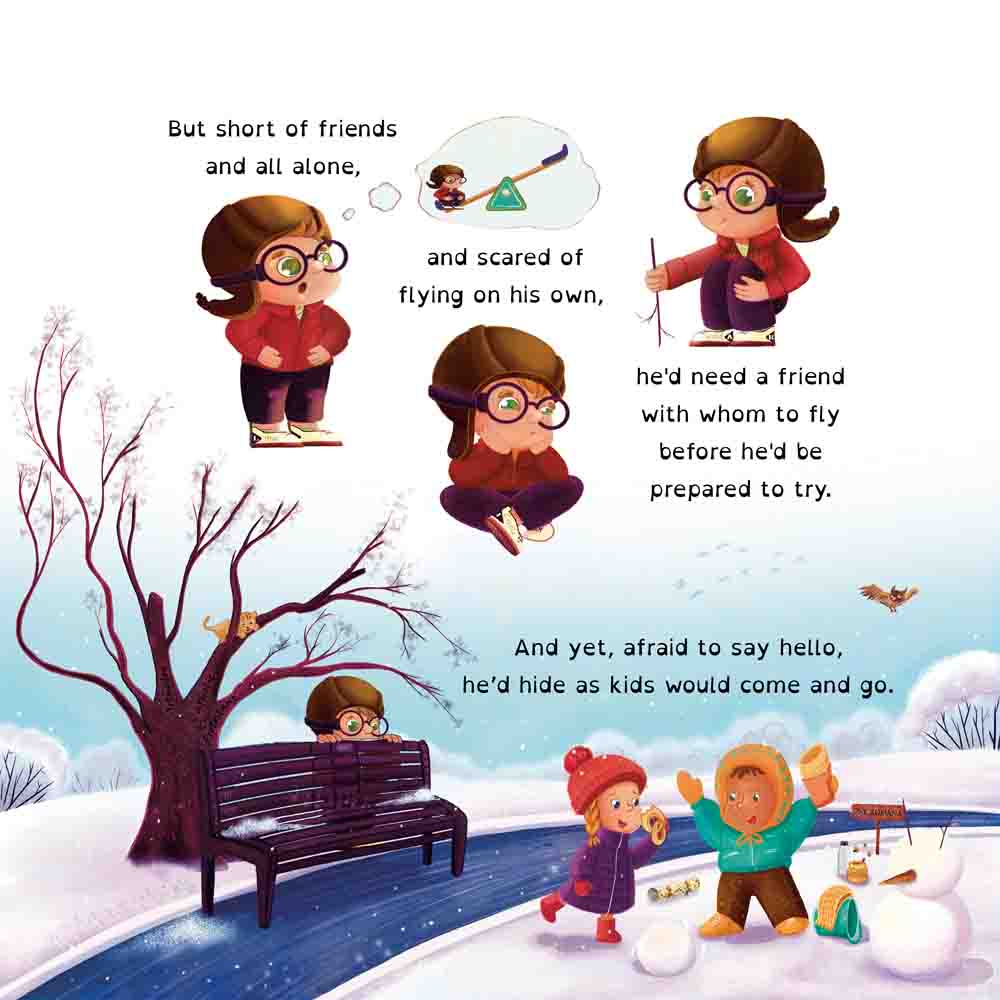 But short of friends
and all alone,
and scared of
flying on his own,
he'd need a friend
with whom to fly
before he'd be
prepared to try.
And yet, afraid to say hello,
he’d hide as kids would come and go.